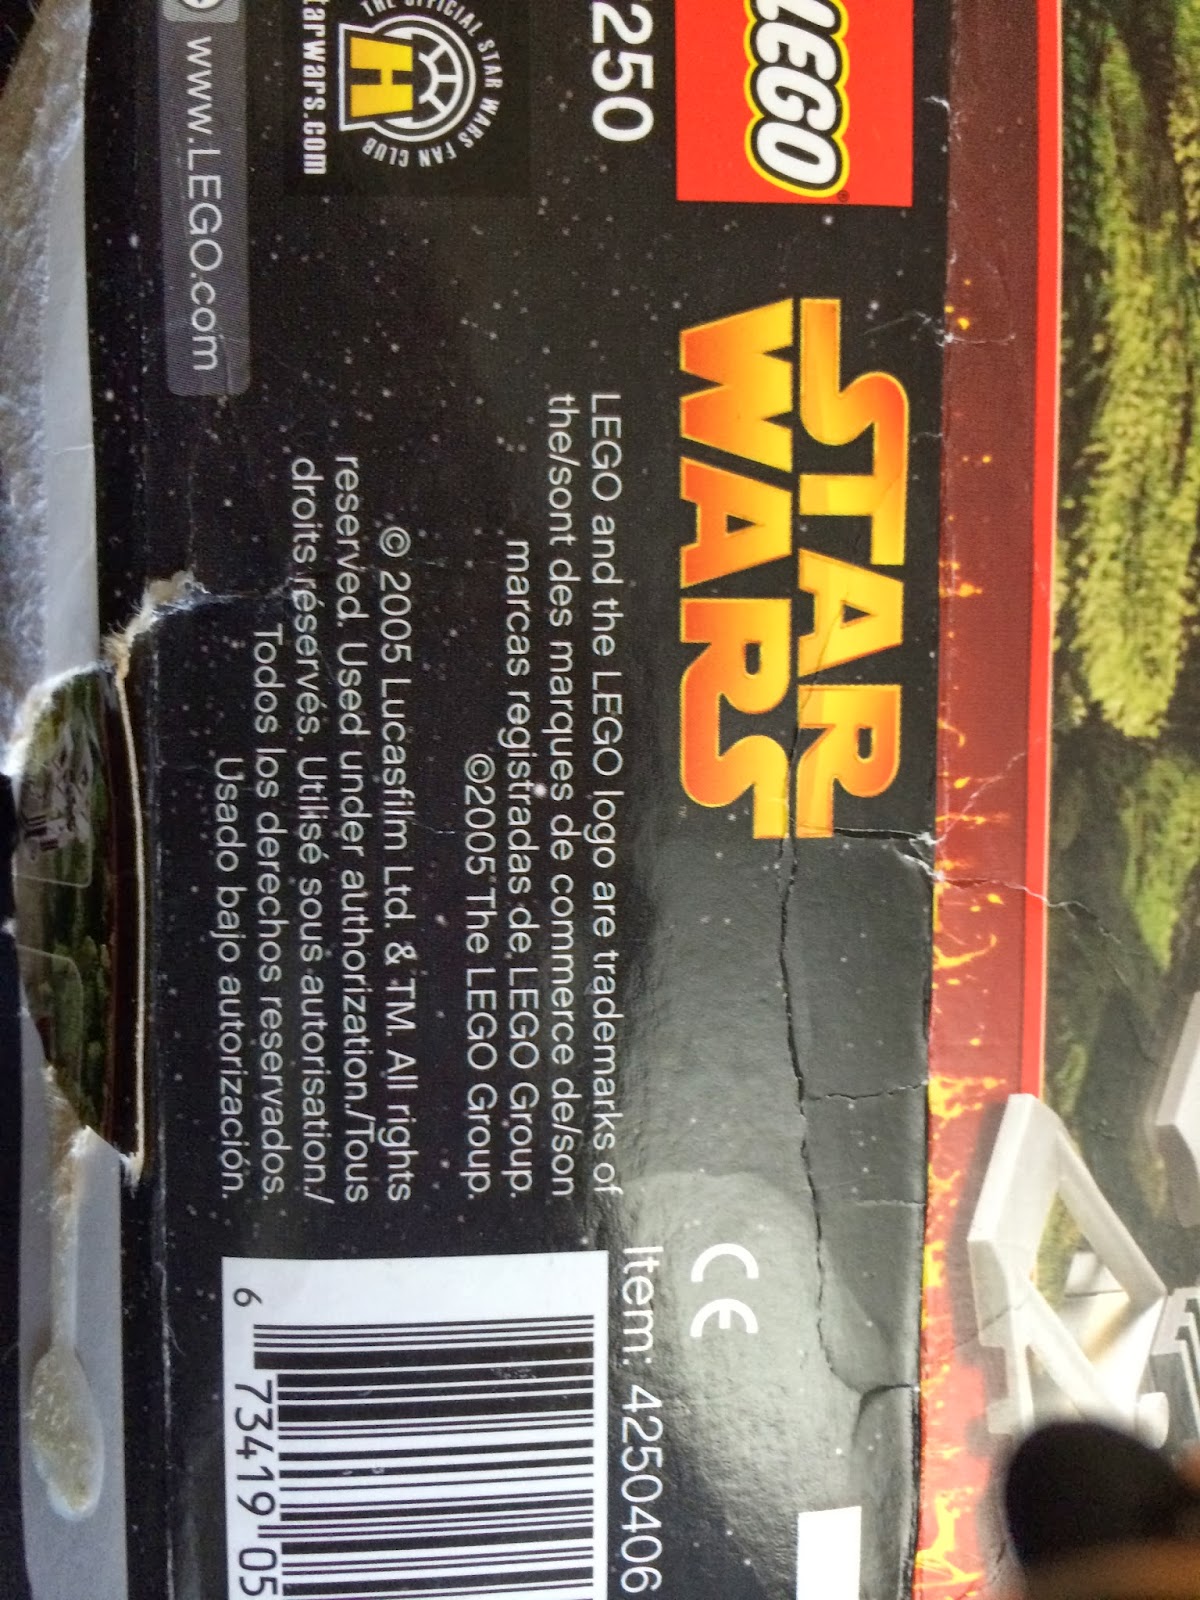 LEGO®
250
STAR
WARS
LEGO and the LEGO logo are trademarks of
the/sont des marques de commerce de/son
marcas registradas de LEGO Group.
©2005 The LEGO Group.
© 2005 Lucasfilm Ltd. & TM. All rights
reserved. Used under authorization./Tous
droits réservés. Utilisé sous autorisation./
Todos los derechos reservados.
Usado bajo autorización.
THE OFFICIAL STAR WARS FAN CLUB
H
tarwars.com
www.LEGO.com
CE
Item: 4250406
6 73419 05